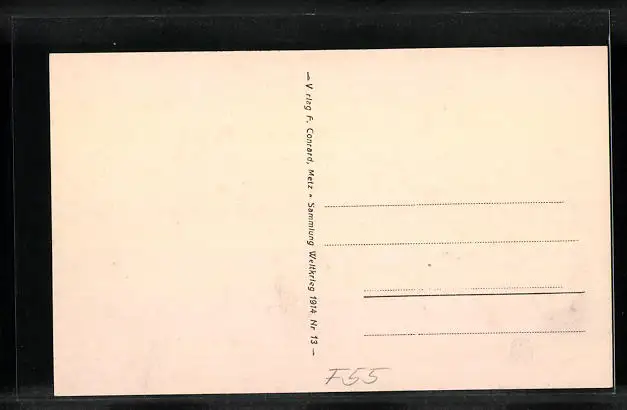 — V rlag F. Conrard, Metz * Sammlung Weltkrieg 1914. Nr 13 —
F55